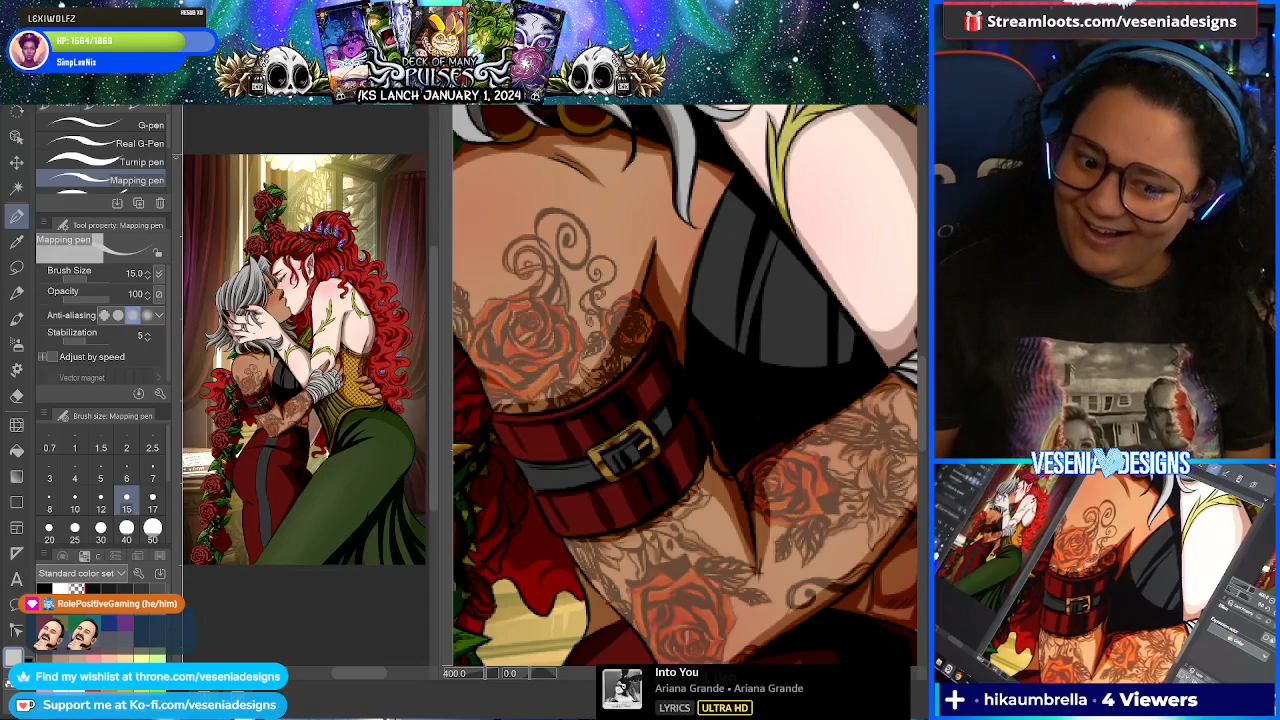 LEXIWOLFZ
HP: 1564/1869
SimpLeeNix
DECK OF MANY
PULSES
!KS LANCH JANUARY 1, 2024
Streamloots.com/veseniadesigns
G-pen
Real G-Pen
Turnip pen
Mapping pen
Tool property: Mapping pen
Mapping pen
Brush Size 15.0
Opacity 100
Anti-aliasing
Stabilization
5
Adjust by speed
Vector magnet
Brush size: Mapping pen
0.7 1 1.5 2 2.5
3 4 5 6 7
8 10 12 15 17
20 25 30 40 50
Standard color set
RolePositiveGaming (he/him)
Find my wishlist at throne.com/veseniadesigns
Support me at Ko-fi.com/veseniadesigns
400.0 0.0
Into You
Ariana Grande • Ariana Grande
LYRICS ULTRA HD
VESENIA DESIGNS
hikaumbrella • 4 Viewers